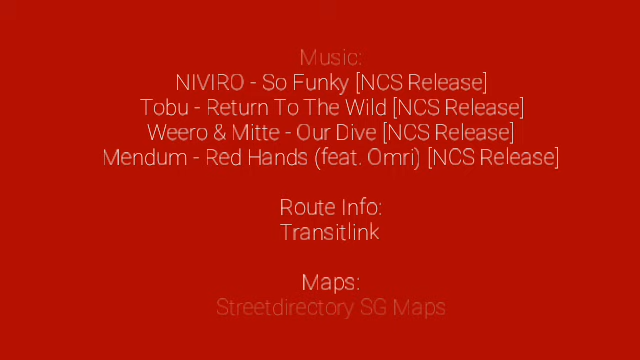 Music:
NIVIRO - So Funky [NCS Release]
Tobu - Return To The Wild [NCS Release]
Weero & Mitte - Our Dive [NCS Release]
Mendum - Red Hands (feat. Omri) [NCS Release]
Route Info:
Transitlink
Maps:
Streetdirectory SG Maps